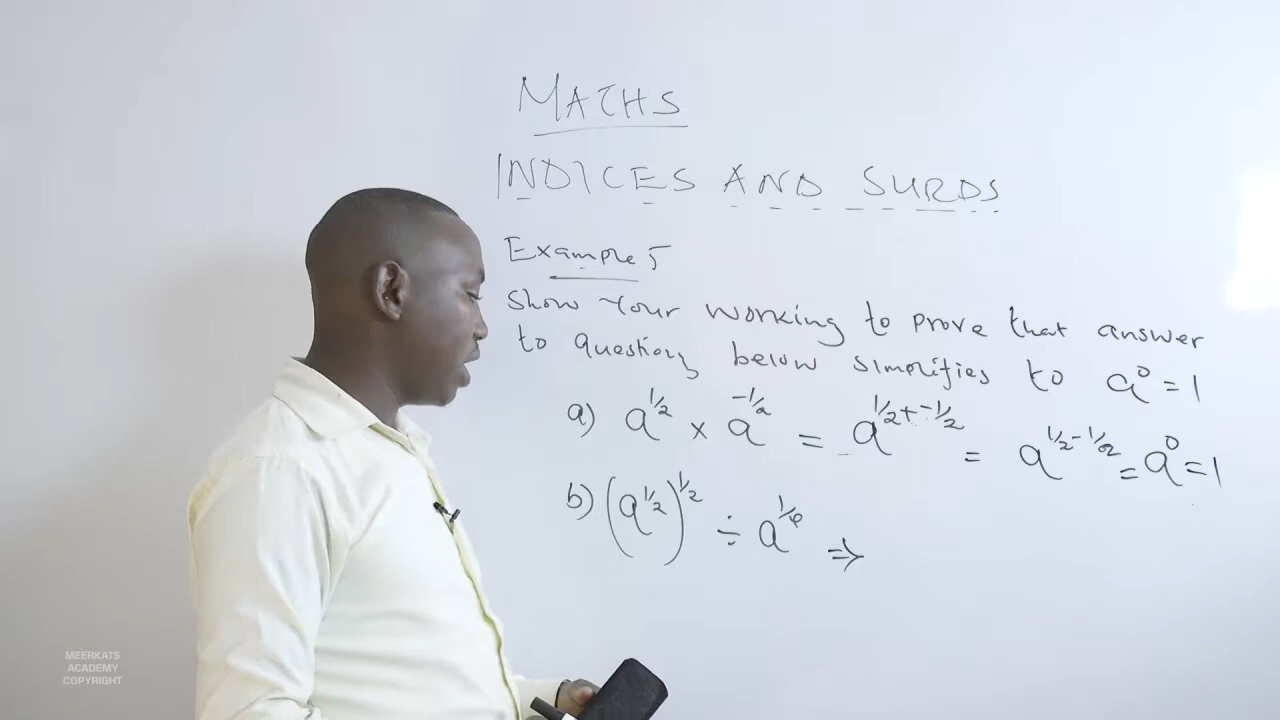 MATHS
INDICES AND SURDS
Example 5
Show Your working to prove that answer
to questions below simplifies to a⁰ = 1
a) a^{1/2} × a^{-1/2} = a^{1/2 + -1/2} = a^{1/2 - 1/2} = a⁰ = 1
b) (a^{1/2})^{1/2} ÷ a^{1/4} ⇒
MEERKATS
ACADEMY
COPYRIGHT